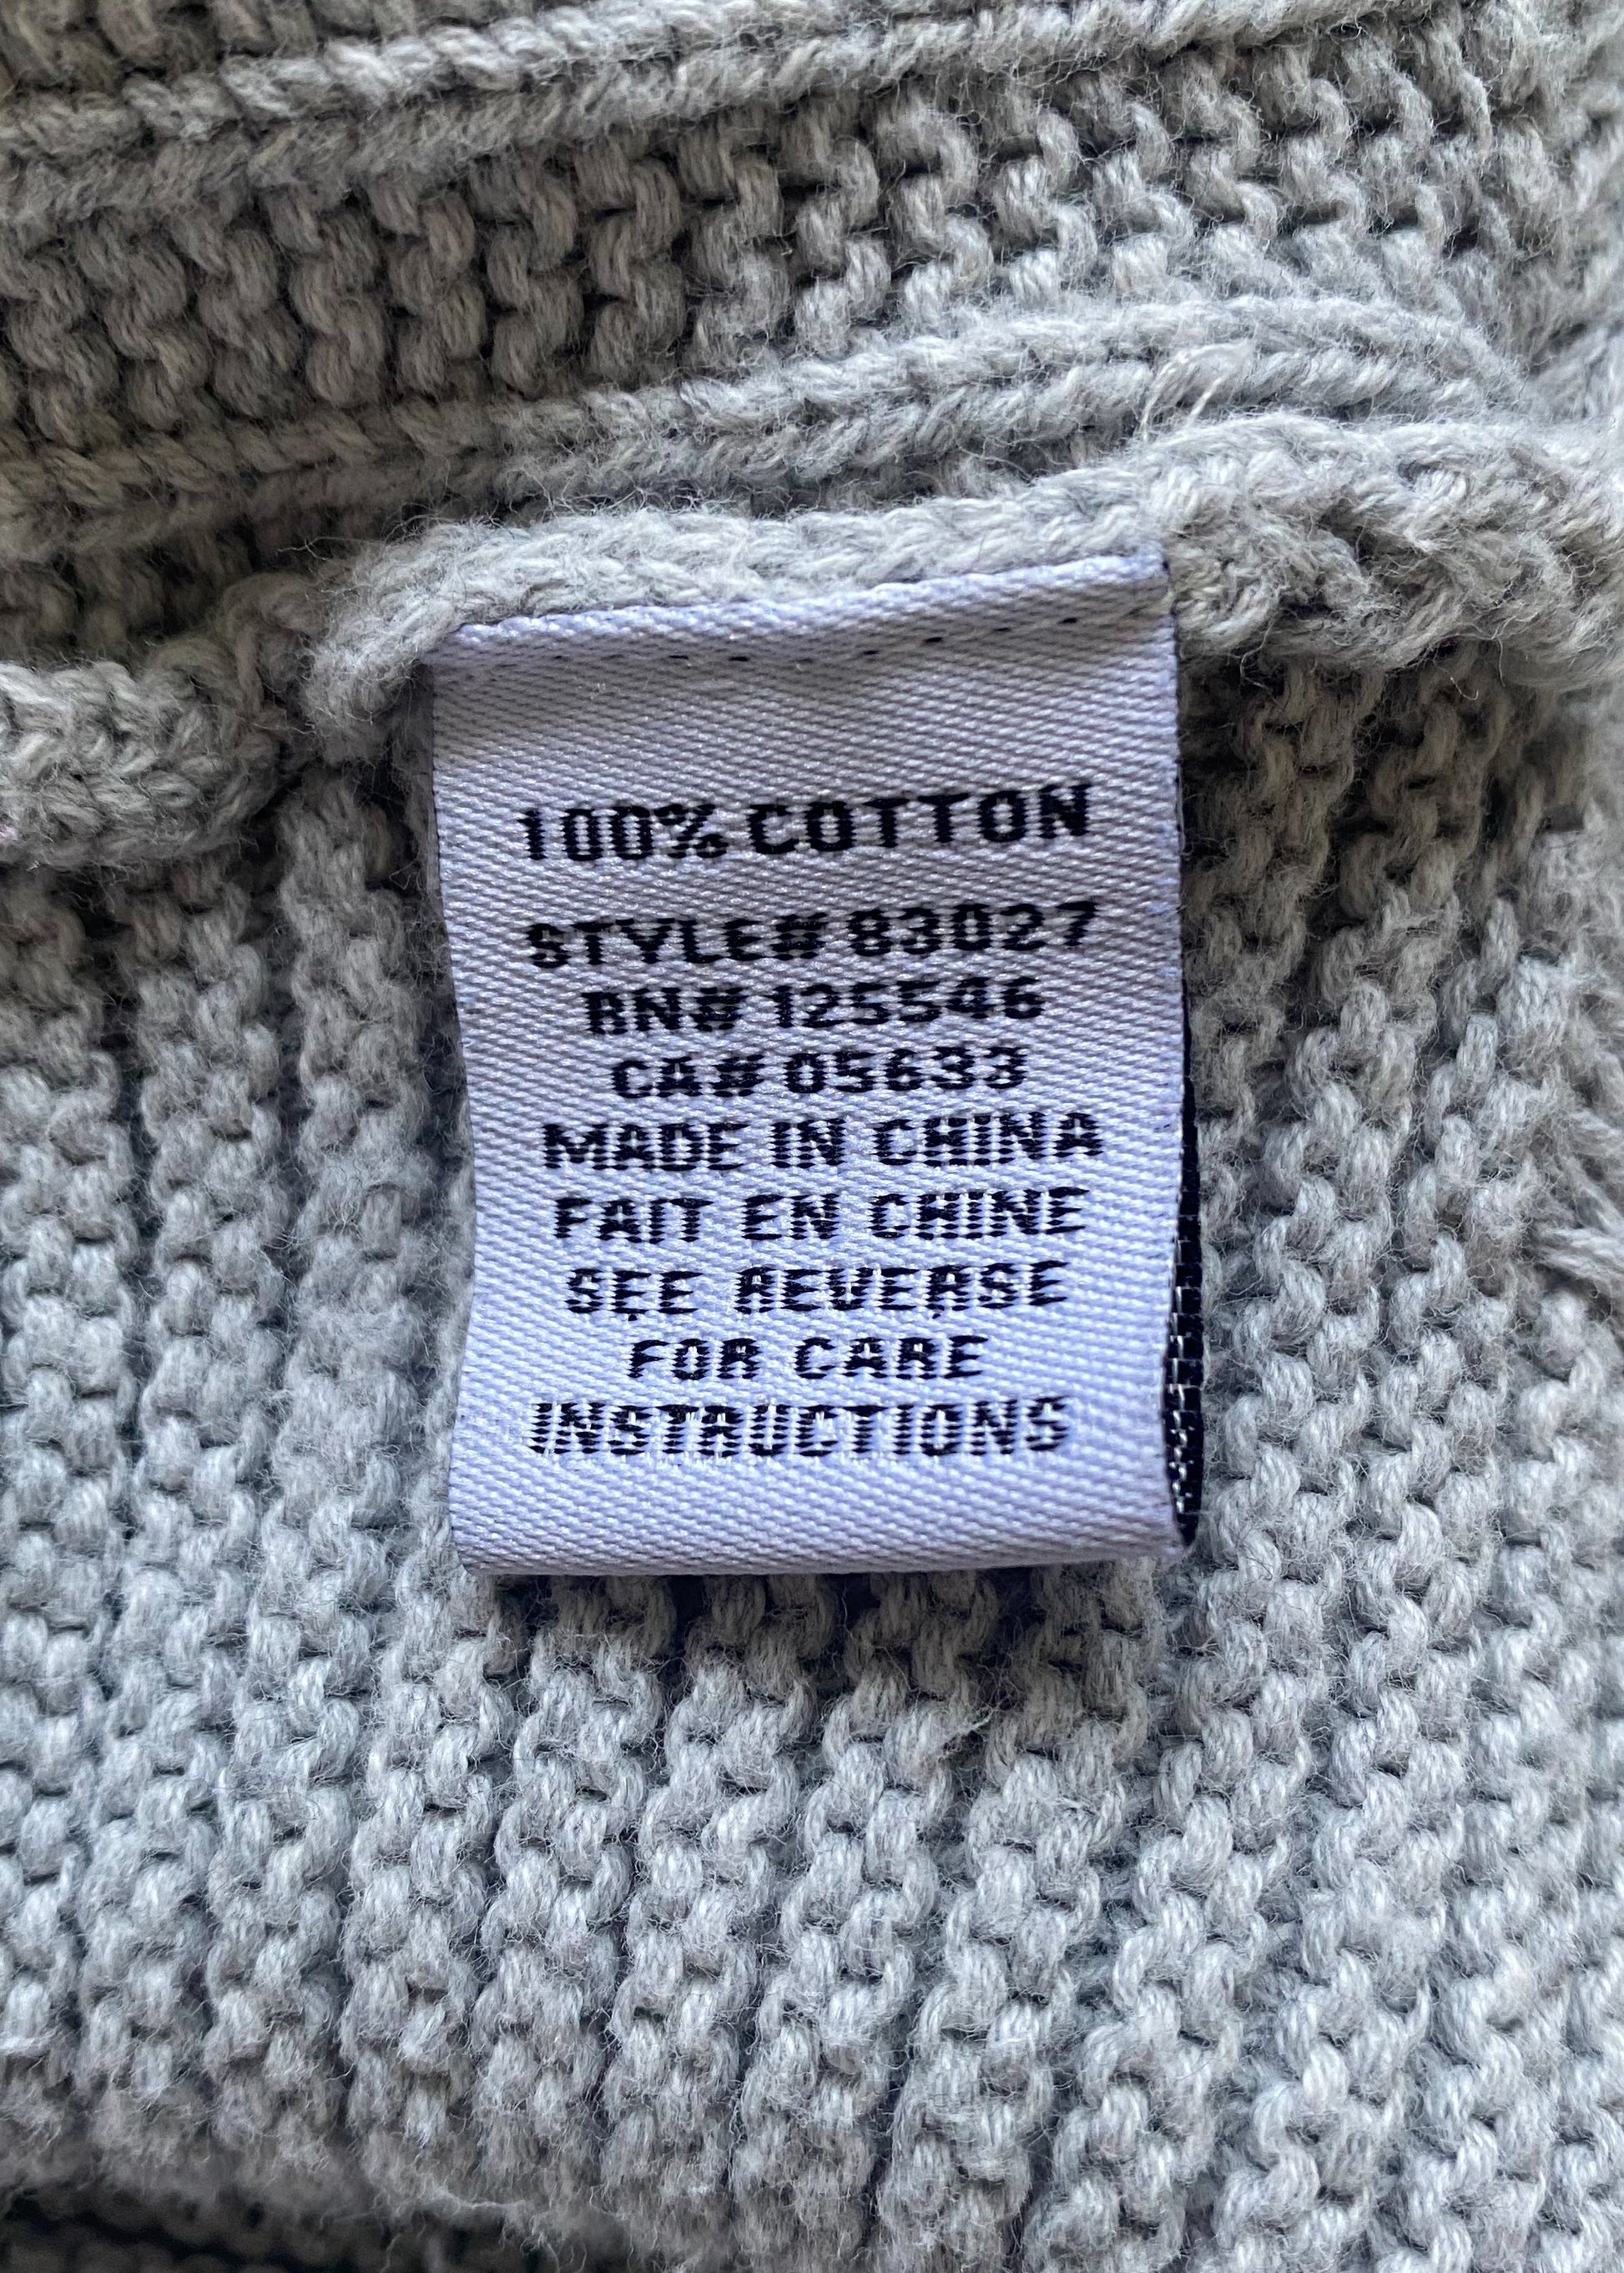 100% COTTON
STYLE# 83027
RN# 125546
CA# 05633
MADE IN CHINA
FAIT EN CHINE
SEE REVERSE
FOR CARE
INSTRUCTIONS